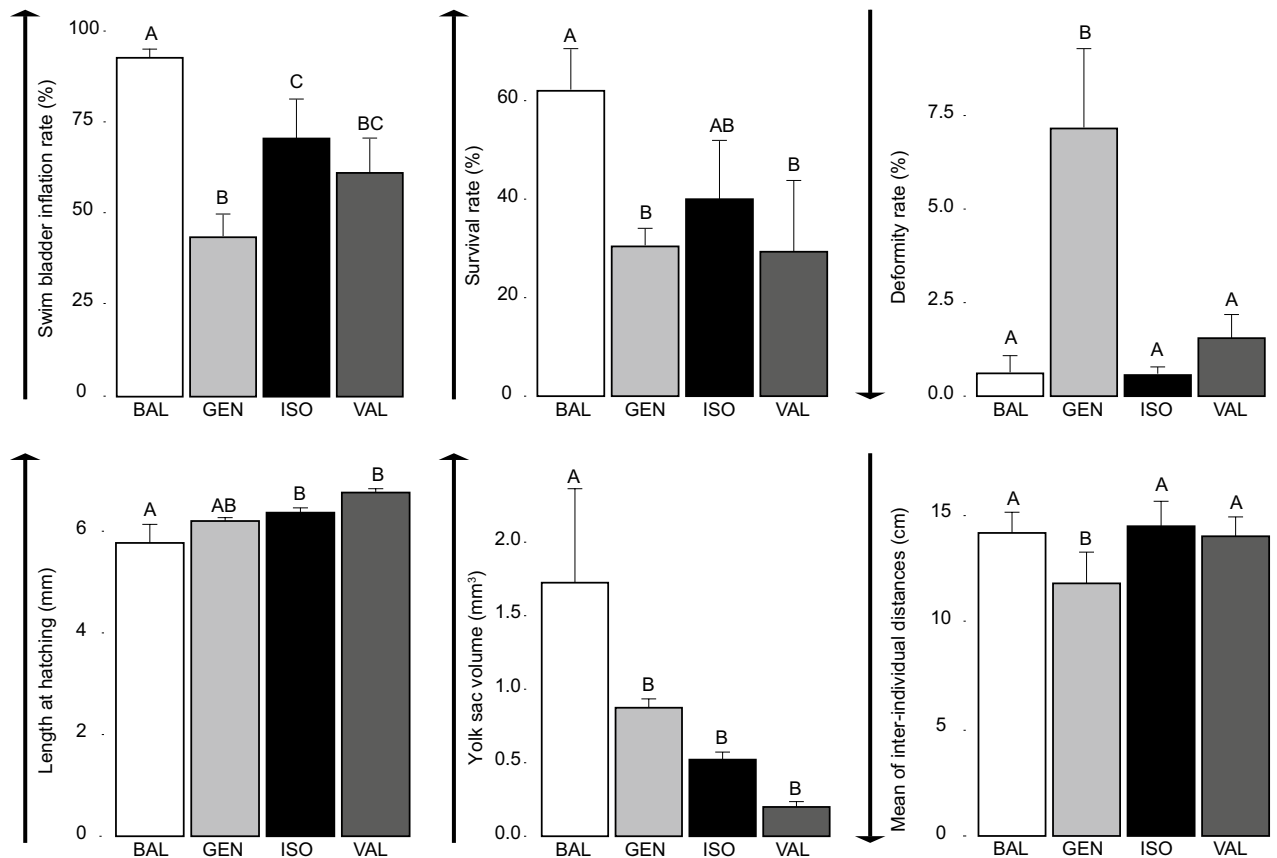 Swim bladder inflation rate (%)
100
75
50
25
0
A
B
C
BC
BAL GEN ISO VAL
Survival rate (%)
60
40
20
0
A
B
AB
B
BAL GEN ISO VAL
Deformity rate (%)
7.5
5.0
2.5
0.0
A
B
A
A
BAL GEN ISO VAL
Length at hatching (mm)
6
4
2
0
A
AB
B
B
BAL GEN ISO VAL
Yolk sac volume (mm³)
2.0
1.5
1.0
0.5
0.0
A
B
B
B
BAL GEN ISO VAL
Mean of inter-individual distances (cm)
15
10
5
0
A
B
A
A
BAL GEN ISO VAL